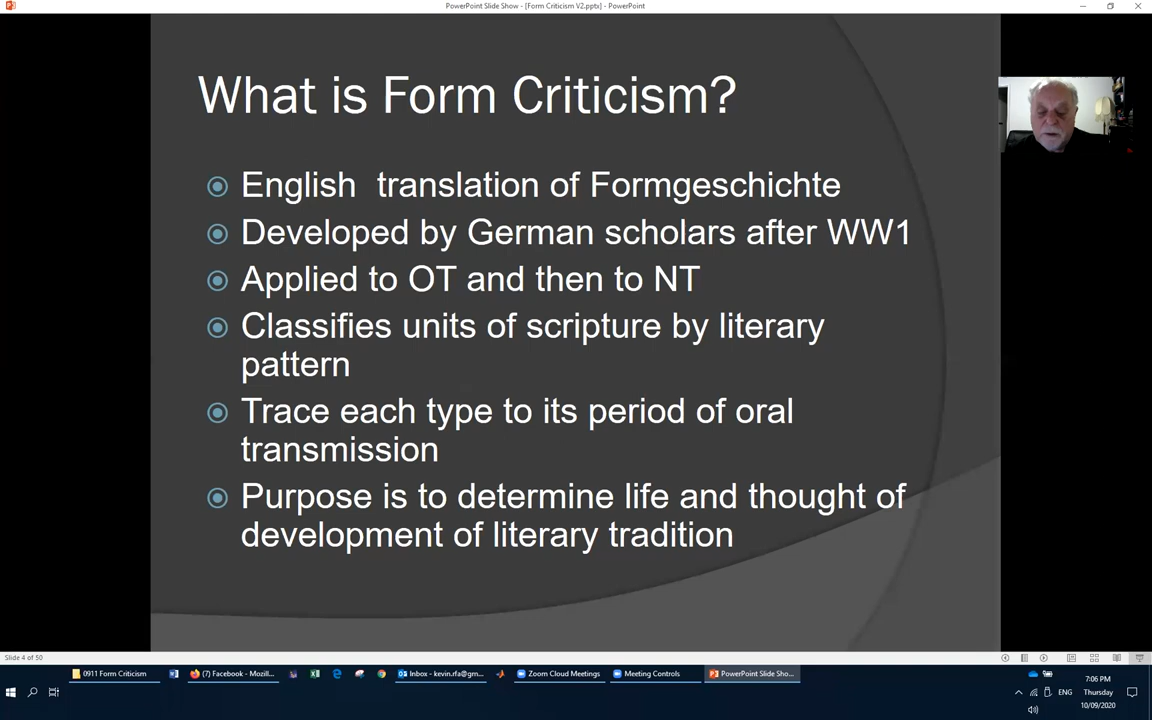 PowerPoint Slide Show - [Form Criticism V2.pptx] - PowerPoint
What is Form Criticism?
English  translation of Formgeschichte
Developed by German scholars after WW1
Applied to OT and then to NT
Classifies units of scripture by literary
pattern
Trace each type to its period of oral
transmission
Purpose is to determine life and thought of
development of literary tradition
Slide 4 of 50
0911 Form Criticism
(7) Facebook - Mozill...
Inbox - kevin.rfa@gm...
Zoom Cloud Meetings
Meeting Controls
PowerPoint Slide Sho...
7:06 PM
ENG
Thursday
10/09/2020